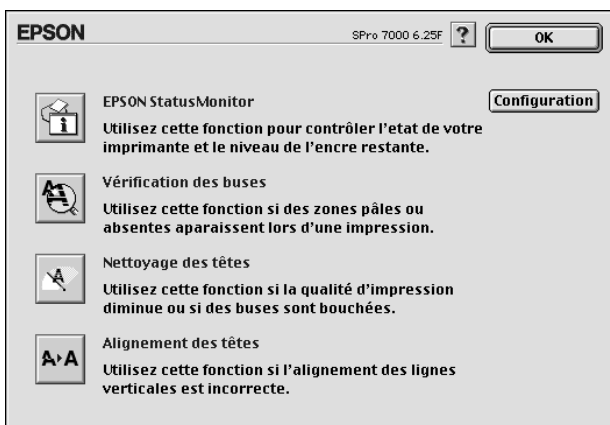 EPSON
SPro 7000 6.25F
?
OK
EPSON StatusMonitor
Configuration
Utilisez cette fonction pour contrôler l'etat de votre
imprimante et le niveau de l'encre restante.
Vérification des buses
Utilisez cette fonction si des zones pâles ou
absentes aparaissent lors d'une impression.
Nettoyage des têtes
Utilisez cette fonction si la qualité d'impression
diminue ou si des buses sont bouchées.
A▸A
Alignement des têtes
Utilisez cette fonction si l'alignement des lignes
verticales est incorrecte.